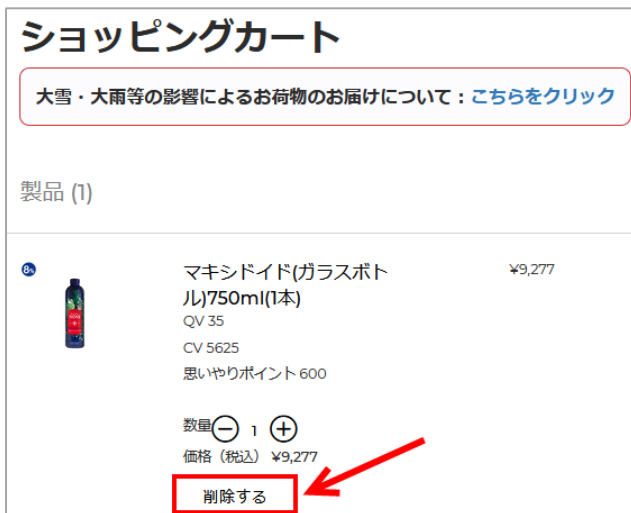 ショッピングカート
大雪・大雨等の影響によるお荷物のお届けについて：こちらをクリック
製品 (1)
8%
マキシドイド(ガラスボト
ル)750ml(1本)
¥9,277
QV 35
CV 5625
思いやりポイント 600
数量 1
価格（税込） ¥9,277
削除する